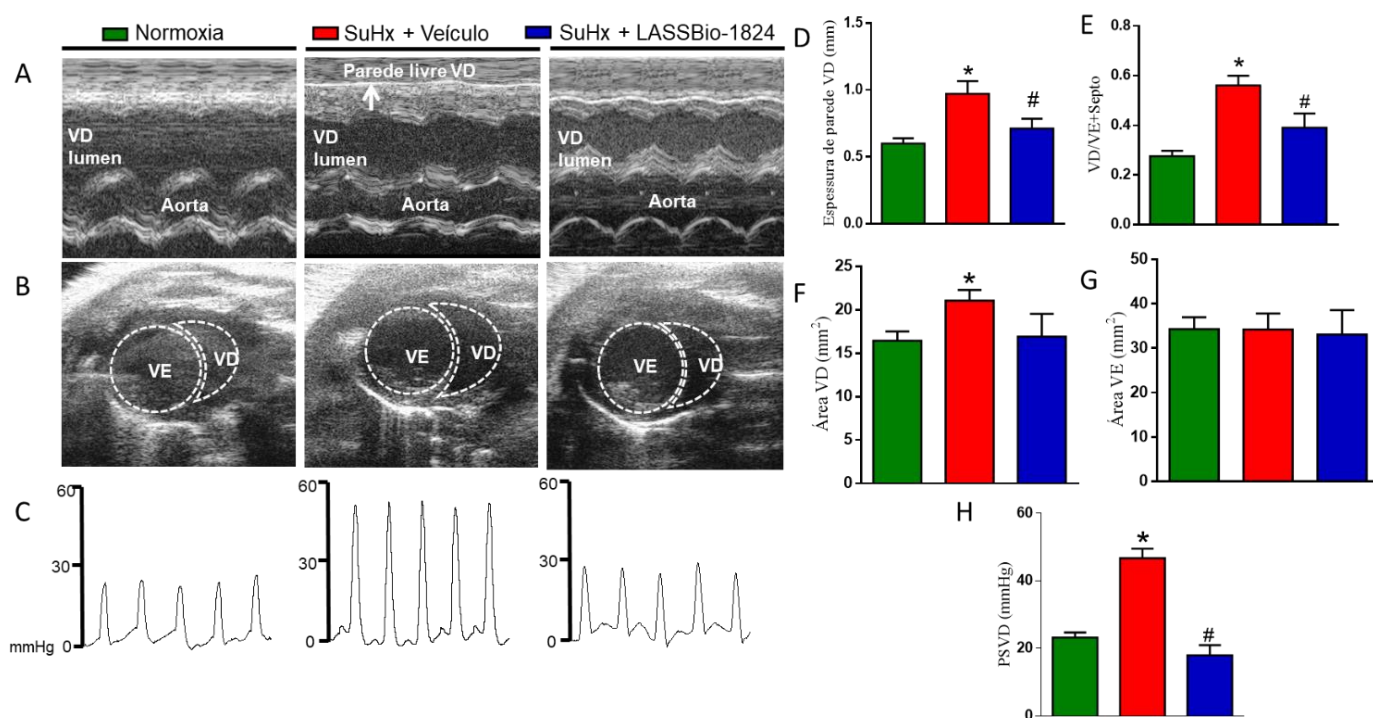 Normoxia
SuHx + Veículo
SuHx + LASSBio-1824
A
Parede livre VD
VD
lumen
Aorta
Aorta
VD
lumen
Aorta
B
VE
VD
VE
VD
VE
VD
C
60
30
0
mmHg
60
30
0
60
30
0
D
Espessura de parede VD (mm)
1.5
1.0
0.5
0.0
*
#
E
VD/VE+Septo
0.8
0.6
0.4
0.2
0.0
*
#
F
Área VD (mm²)
25
20
15
10
5
0
*
G
Área VE (mm²)
50
40
30
20
10
0
H
PSVD (mmHg)
60
40
20
*
#